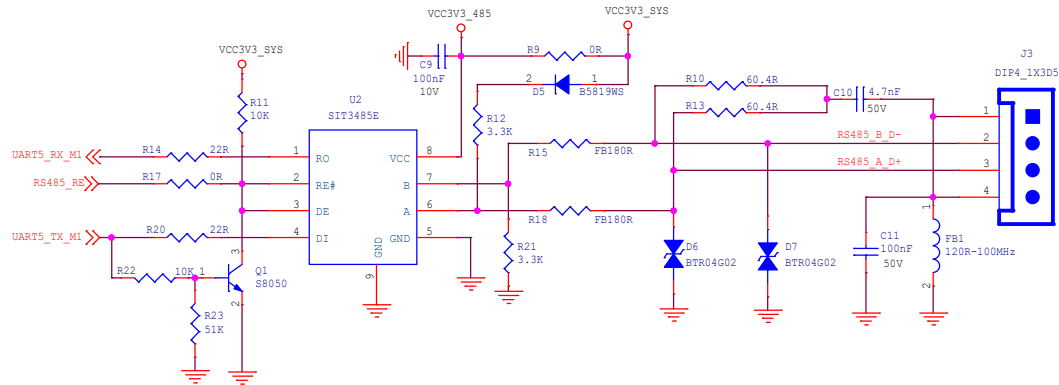 VCC3V3_485
VCC3V3_SYS
VCC3V3_SYS
J3
DIP4_1X3D5
R9
0R
C9
100nF
10V
2
1
D5
B5819WS
R10
60.4R
C10
4.7nF
50V
R13
60.4R
R11
10K
U2
SIT3485E
R12
3.3K
1
UART5_RX_M1
R14
22R
1
RO
VCC
8
R15
FB180R
RS485_B_D-
2
RS485_RE
R17
0R
2
RE#
B
7
RS485_A_D+
3
3
DE
A
6
R18
FB180R
4
UART5_TX_M1
R20
22R
4
DI
GND
5
GND
9
R21
3.3K
D6
BTR04G02
D7
BTR04G02
C11
100nF
50V
1
FB1
120R-100MHz
2
R22
10K
1
3
Q1
S8050
2
R23
51K